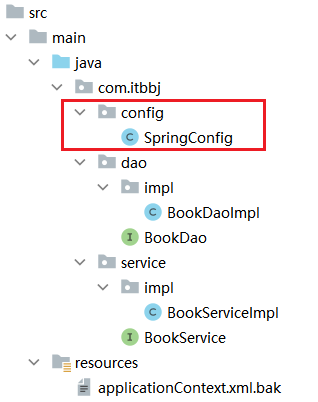 src
main
java
com.itbbj
config
SpringConfig
dao
impl
BookDaoImpl
BookDao
service
impl
BookServiceImpl
BookService
resources
applicationContext.xml.bak